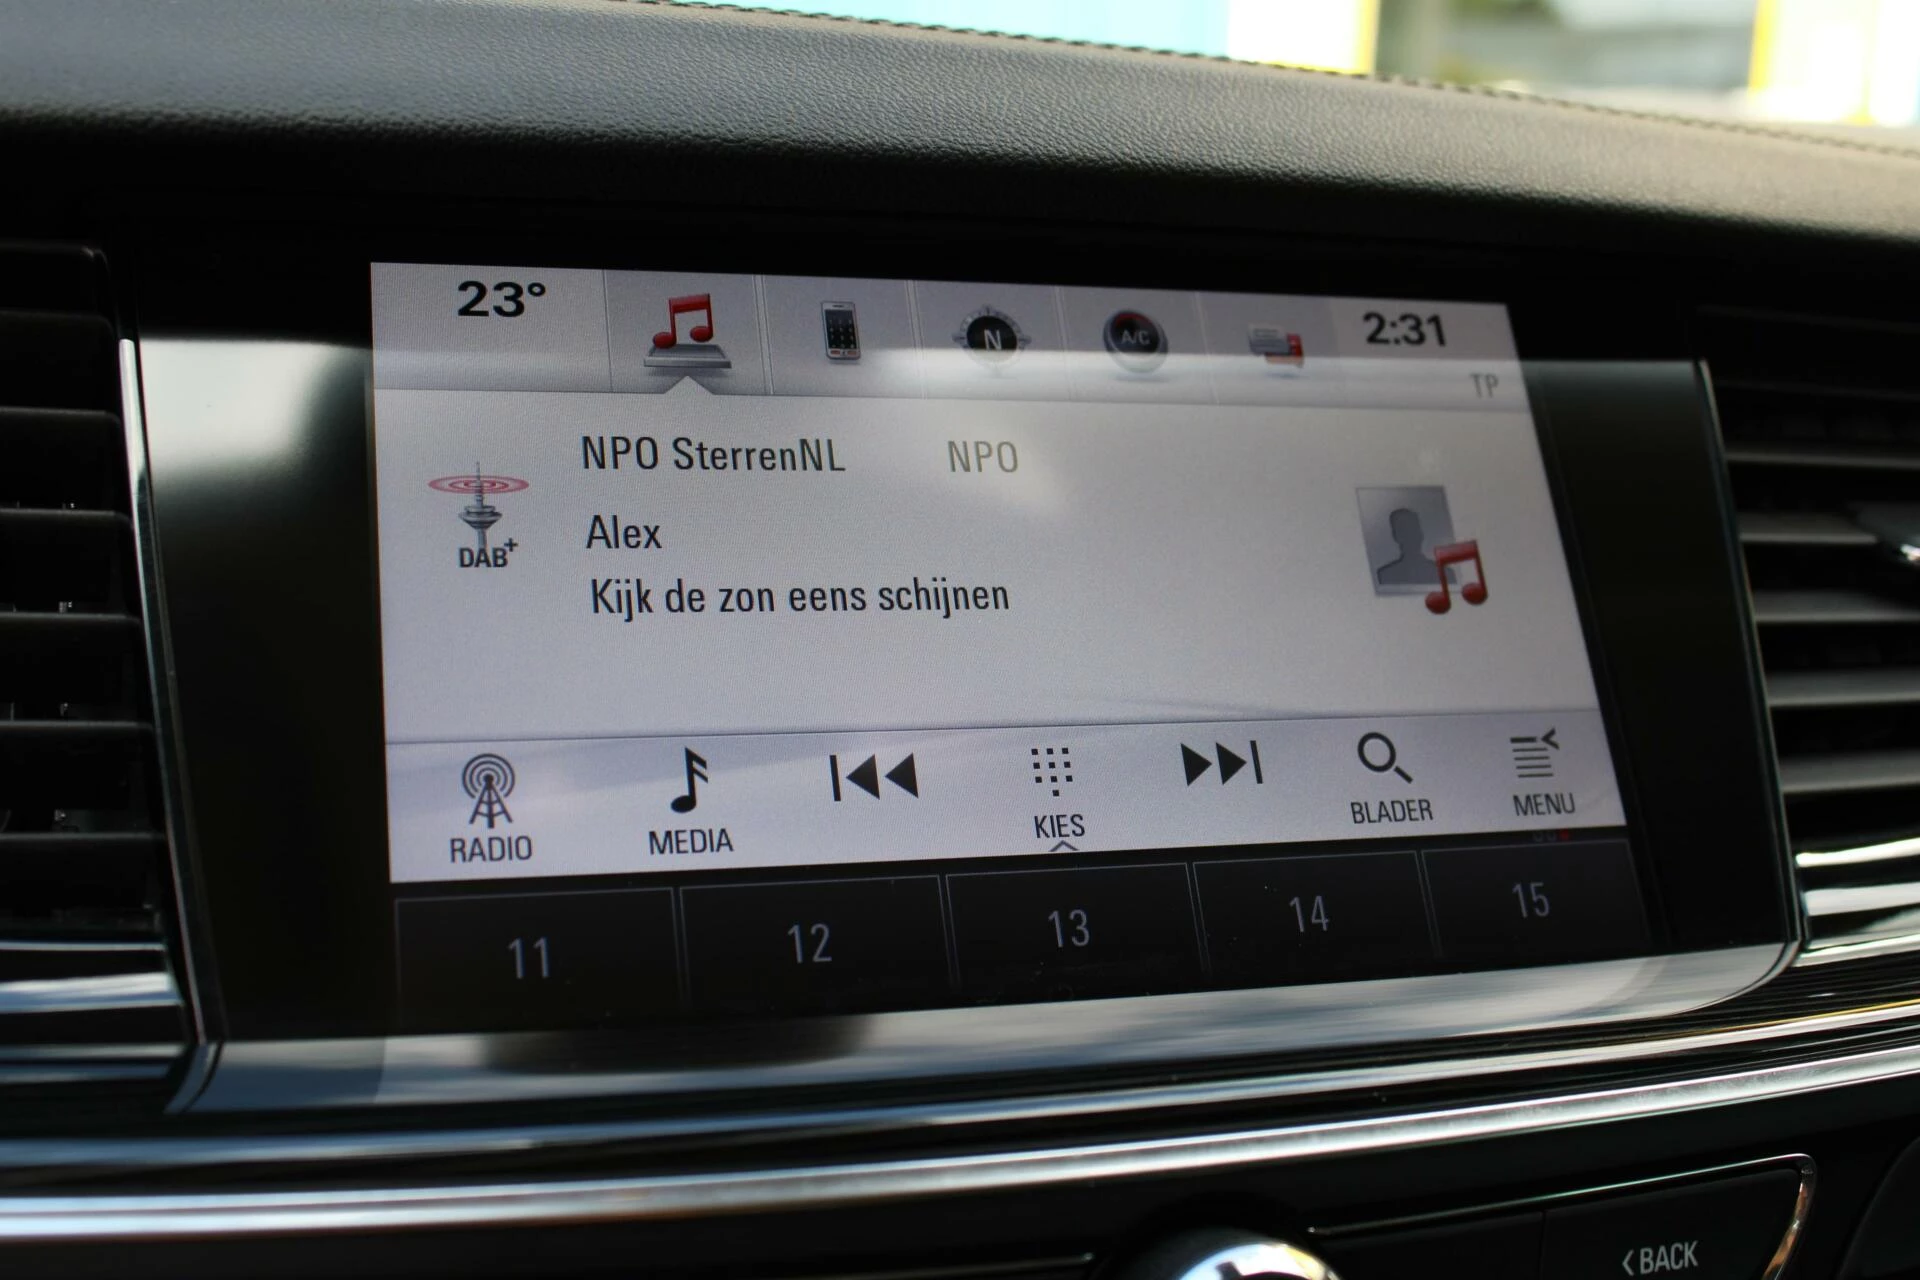 23° N A/C 2:31
TP
NPO SterrenNL NPO
DAB+
Alex
Kijk de zon eens schijnen
RADIO MEDIA KIES BLADER MENU
11 12 13 14 15
<BACK